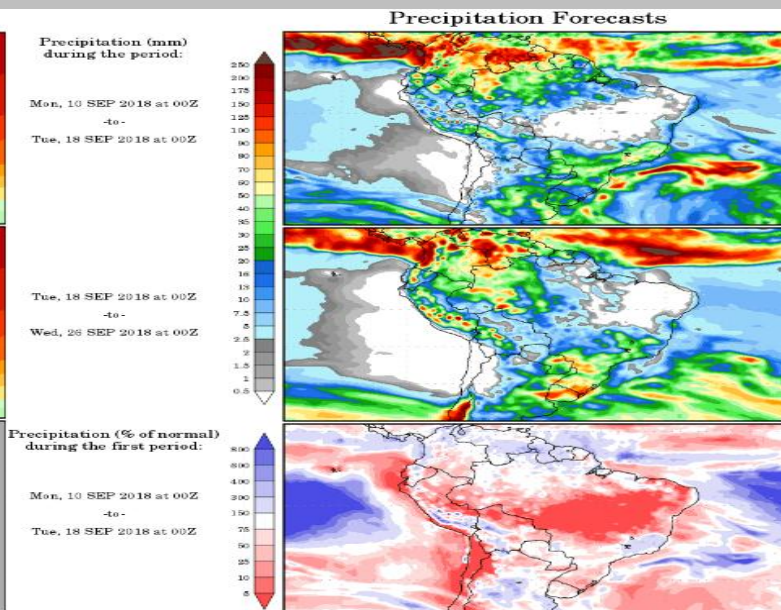 Precipitation Forecasts
Precipitation (mm)
during the period:
Mon, 10 SEP 2018 at 00Z
-to-
Tue, 18 SEP 2018 at 00Z
250
200
175
150
125
100
90
80
70
60
50
40
35
30
25
20
16
13
10
7.5
5
2.5
2
1.5
1
0.5
Tue, 18 SEP 2018 at 00Z
-to-
Wed, 26 SEP 2018 at 00Z
Precipitation (% of normal)
during the first period:
Mon, 10 SEP 2018 at 00Z
-to-
Tue, 18 SEP 2018 at 00Z
800
600
400
200
150
75
50
25
10
5